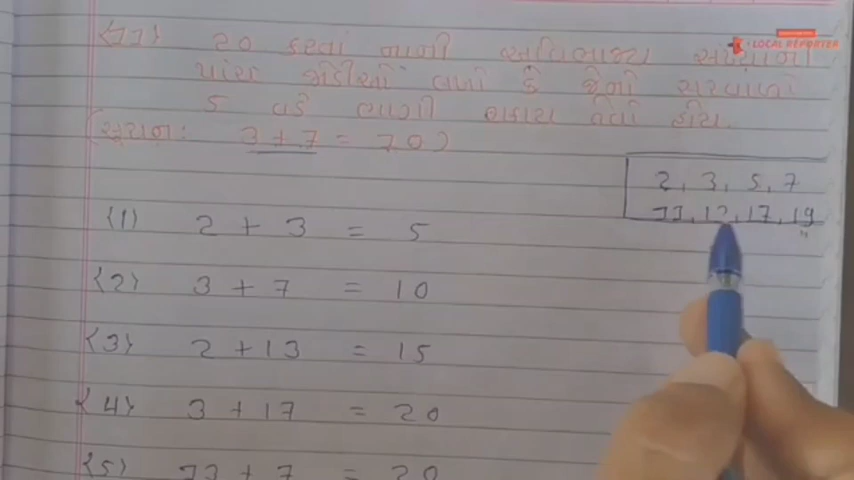 LOCAL REPORTER
(11) 20 કરતાં નાની અવિભાજ્ય સંખ્યાની
પાંચ જોડીઓ લખો કે જેનો સરવાળો
5 વડે ભાગી શકાય તેવો હોય.
(સૂચન: 3 + 7 = 10)
2, 3, 5, 7
11, 13, 17, 19
(1) 2 + 3 = 5
(2) 3 + 7 = 10
(3) 2 + 13 = 15
(4) 3 + 17 = 20
(5) 13 + 7 = 20